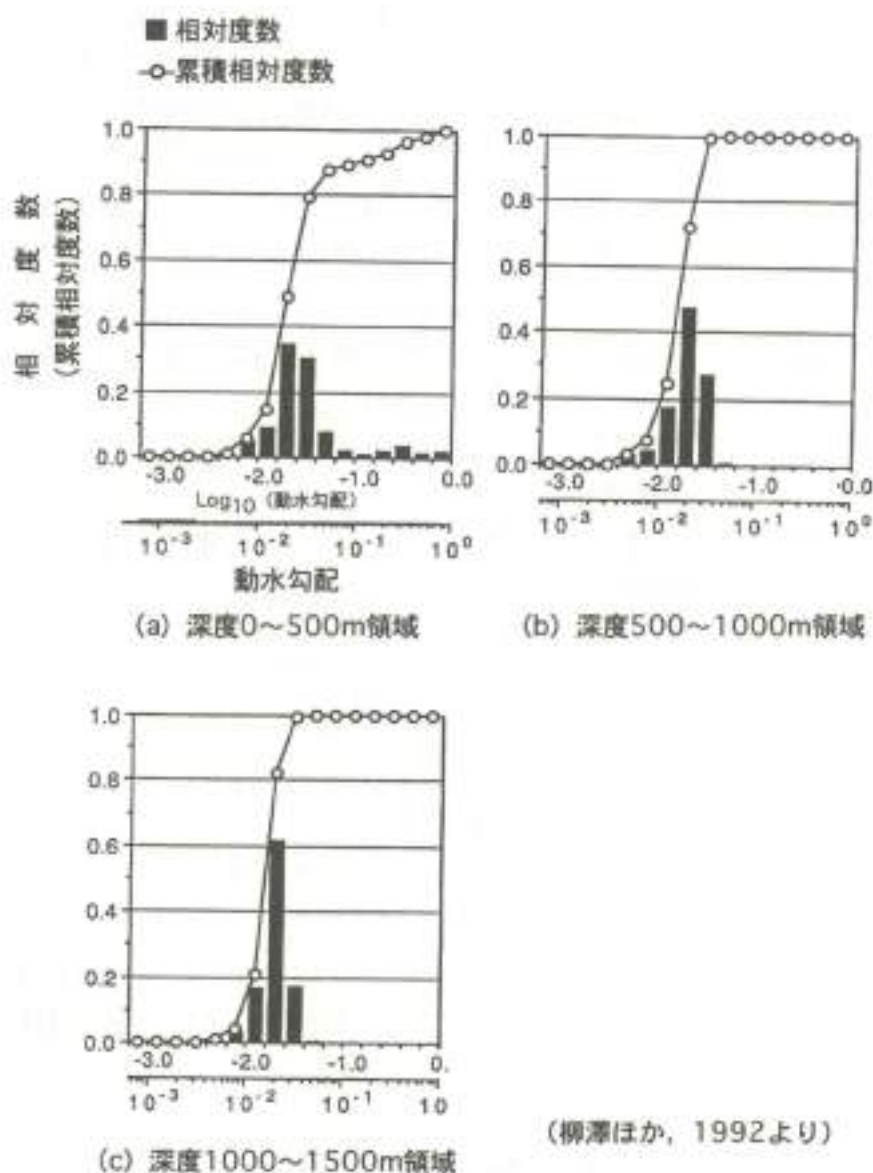 ■ 相対度数
-o-累積相対度数
相対度数
(累積相対度数)
1.0
0.8
0.6
0.4
0.2
0.0
-3.0 -2.0 -1.0 0.0
Log10 (動水勾配)
10^-3 10^-2 10^-1 10^0
動水勾配
(a) 深度0～500m領域
1.0
0.8
0.6
0.4
0.2
0.0
-3.0 -2.0 -1.0 -0.0
10^-3 10^-2 10^-1 10^0
(b) 深度500～1000m領域
1.0
0.8
0.6
0.4
0.2
0.0
-3.0 -2.0 -1.0 0.
10^-3 10^-2 10^-1 10
(c) 深度1000～1500m領域
(柳澤ほか, 1992より)